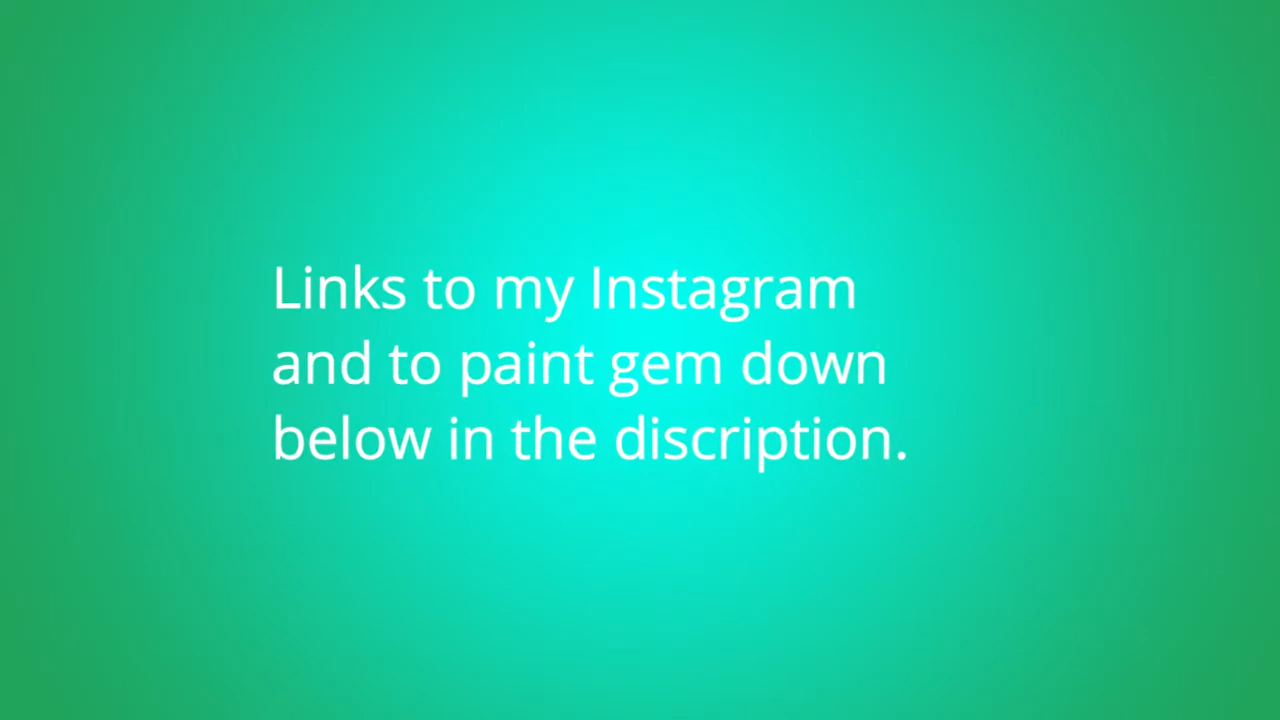 Links to my Instagram
and to paint gem down
below in the discription.